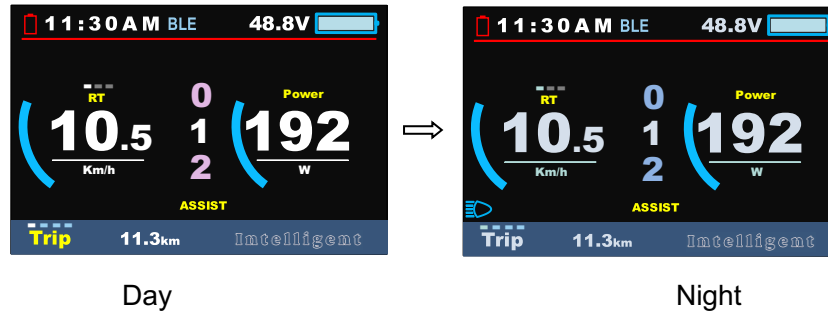 11:30AM BLE 48.8V
RT
10.5
Km/h
0
1
2
Power
192
W
ASSIST
Trip 11.3km Intelligent
Day
11:30AM BLE 48.8V
RT
10.5
Km/h
0
1
2
Power
192
W
ASSIST
Trip 11.3km Intelligent
Night